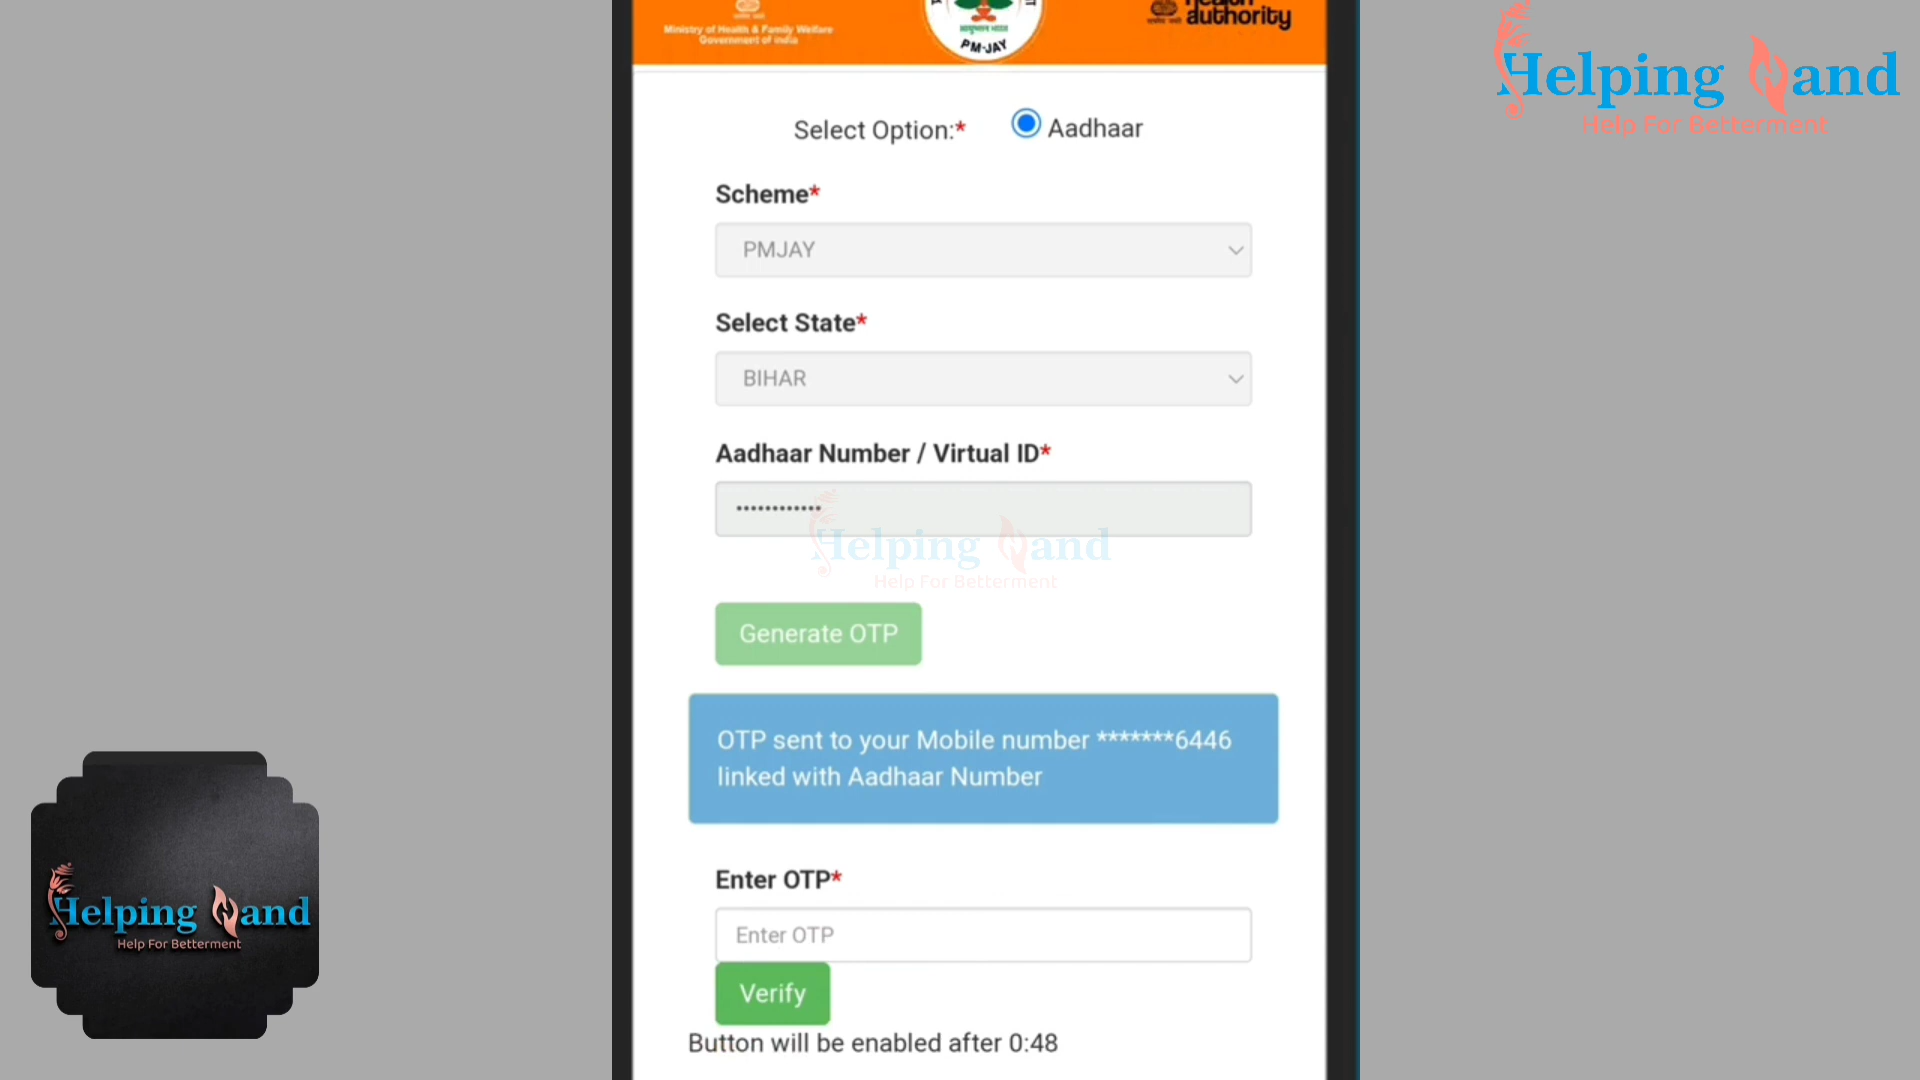 Ministry of Health & Family Welfare
Government of India
आयुष्मान भारत
PM-JAY
authority
Helping Hand
Help For Betterment
Select Option:* Aadhaar
Scheme*
PMJAY
Select State*
BIHAR
Aadhaar Number / Virtual ID*
••••••••••••
Helping Hand
Help For Betterment
Generate OTP
OTP sent to your Mobile number *******6446
linked with Aadhaar Number
Enter OTP*
Enter OTP
Verify
Button will be enabled after 0:48
Helping Hand
Help For Betterment